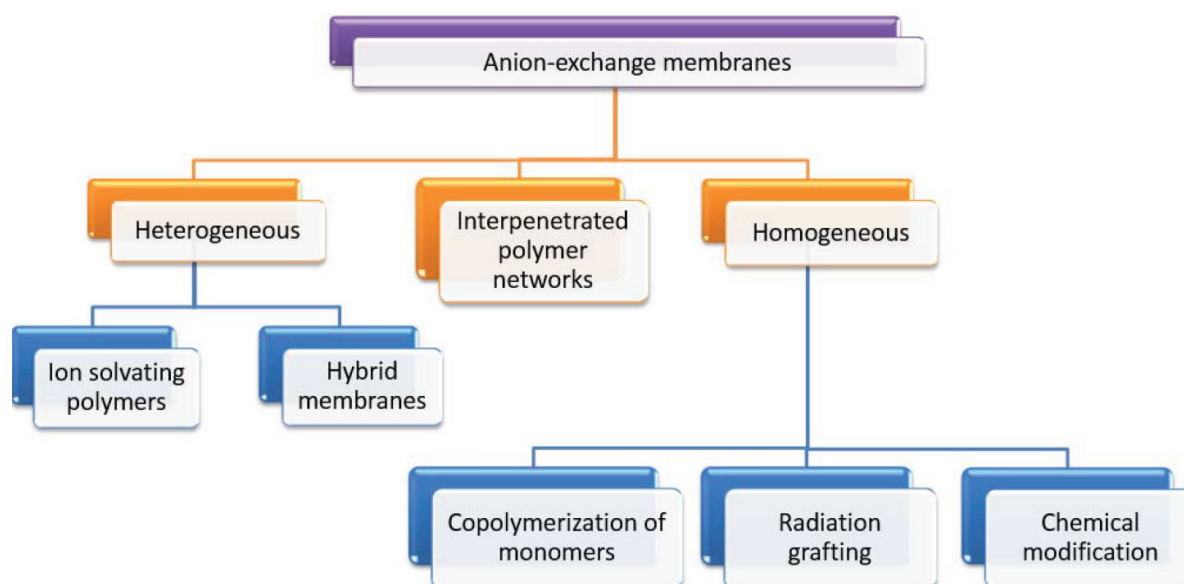 Anion-exchange membranes
Heterogeneous
Interpenetrated
polymer
networks
Homogeneous
Ion solvating
polymers
Hybrid
membranes
Copolymerization of
monomers
Radiation
grafting
Chemical
modification